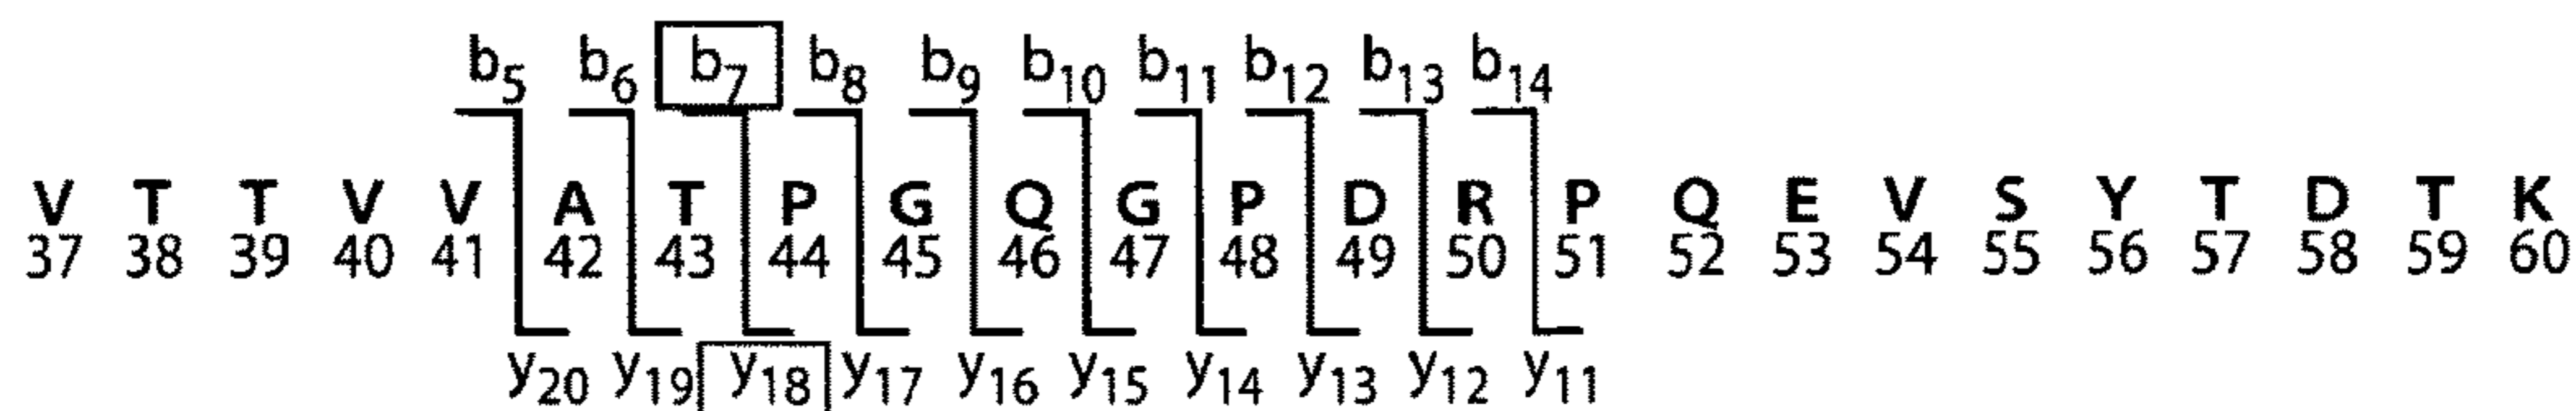 b5 b6 b7 b8 b9 b10 b11 b12 b13 b14
V T T V V A T P G Q G P D R P Q E V S Y T D T K
37 38 39 40 41 42 43 44 45 46 47 48 49 50 51 52 53 54 55 56 57 58 59 60
y20 y19 y18 y17 y16 y15 y14 y13 y12 y11